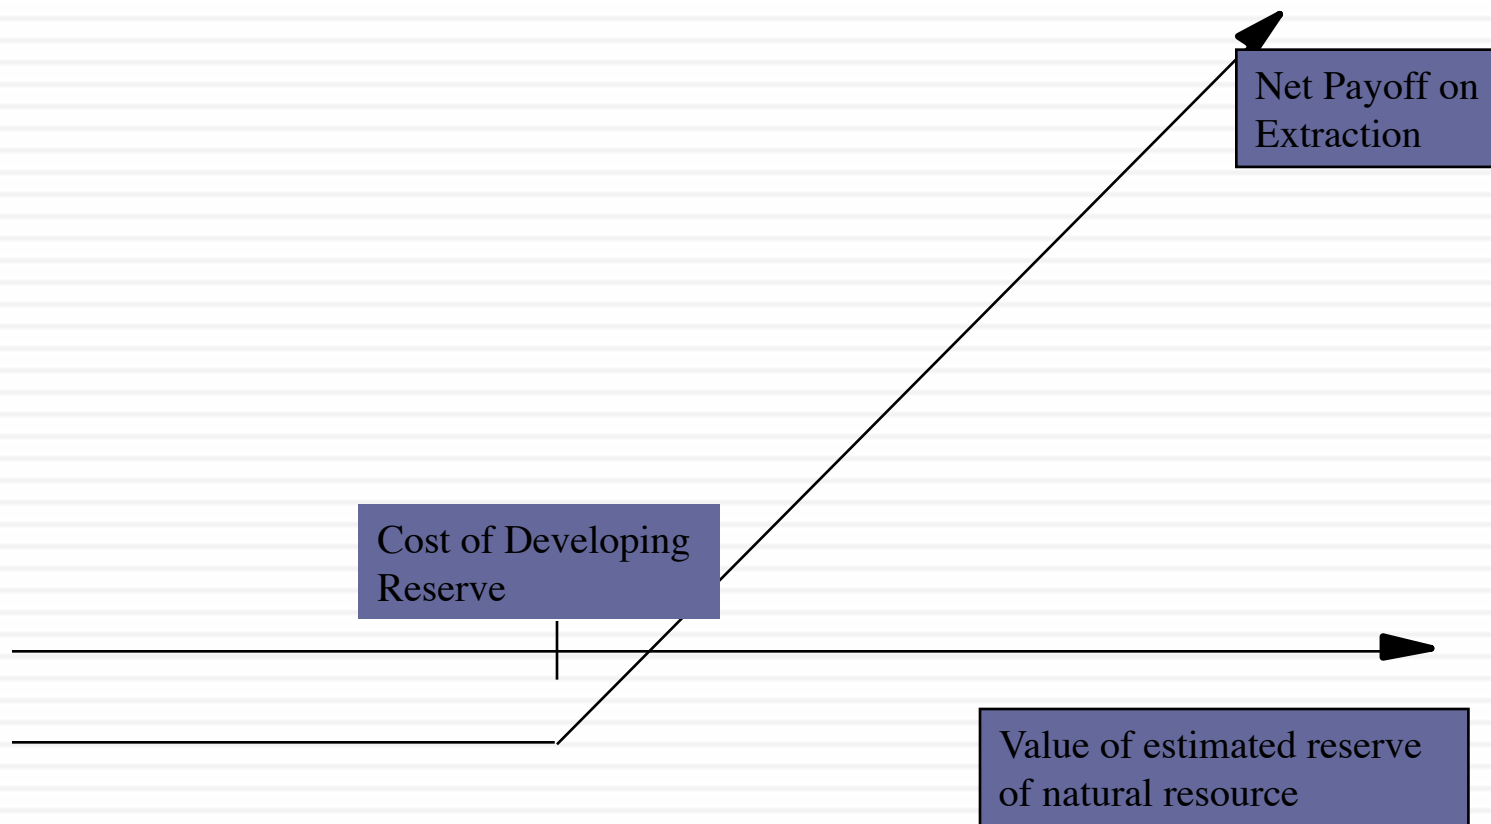 Net Payoff on
Extraction
Cost of Developing
Reserve
Value of estimated reserve
of natural resource